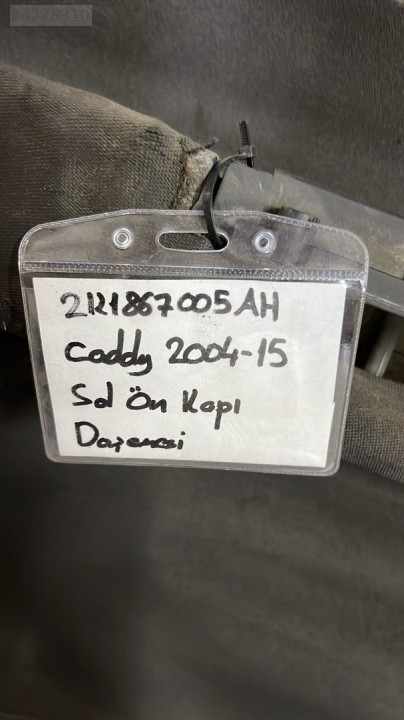 2K1867005AH
Caddy 2004-15
Sol Ön Kapı
Döşemesi